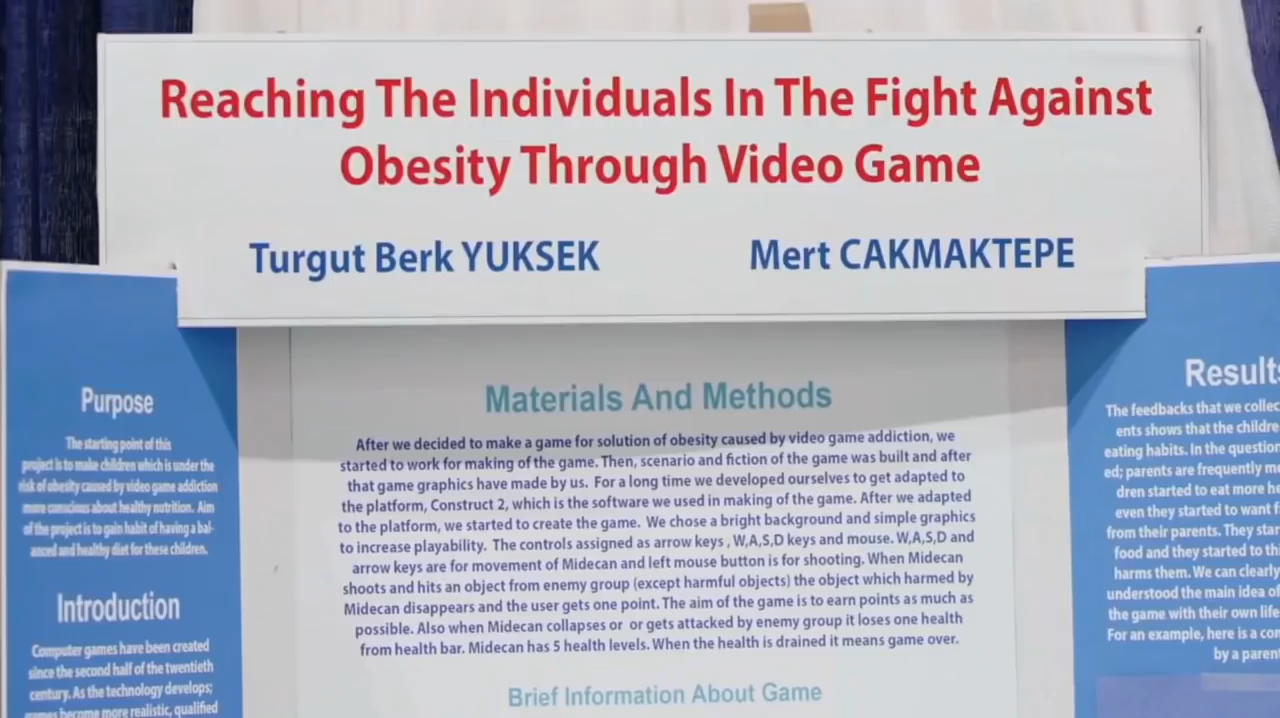 Reaching The Individuals In The Fight Against
Obesity Through Video Game
Turgut Berk YUKSEK
Mert CAKMAKTEPE
Purpose
The starting point of this
project is to make children which is under the
risk of obesity caused by video game addiction
more conscious about healthy nutrition. Aim
of the project is to gain habit of having a bal-
anced and healthy diet for these children.
Introduction
Computer games have been created
since the second half of the twentieth
century. As the technology develops;
games become more realistic, qualified
Materials And Methods
After we decided to make a game for solution of obesity caused by video game addiction, we
started to work for making of the game. Then, scenario and fiction of the game was built and after
that game graphics have made by us. For a long time we developed ourselves to get adapted to
the platform, Construct 2, which is the software we used in making of the game. After we adapted
to the platform, we started to create the game. We chose a bright background and simple graphics
to increase playability. The controls assigned as arrow keys , W,A,S,D keys and mouse. W,A,S,D and
arrow keys are for movement of Midecan and left mouse button is for shooting. When Midecan
shoots and hits an object from enemy group (except harmful objects) the object which harmed by
Midecan disappears and the user gets one point. The aim of the game is to earn points as much as
possible. Also when Midecan collapses or or gets attacked by enemy group it loses one health
from health bar. Midecan has 5 health levels. When the health is drained it means game over.
Brief Information About Game
Results
The feedbacks that we collec
ents shows that the childre
eating habits. In the question
ed; parents are frequently me
dren started to eat more he
even they started to want f
from their parents. They star
food and they started to thi
harms them. We can clearly
understood the main idea of
the game with their own life
For an example, here is a com
by a parent